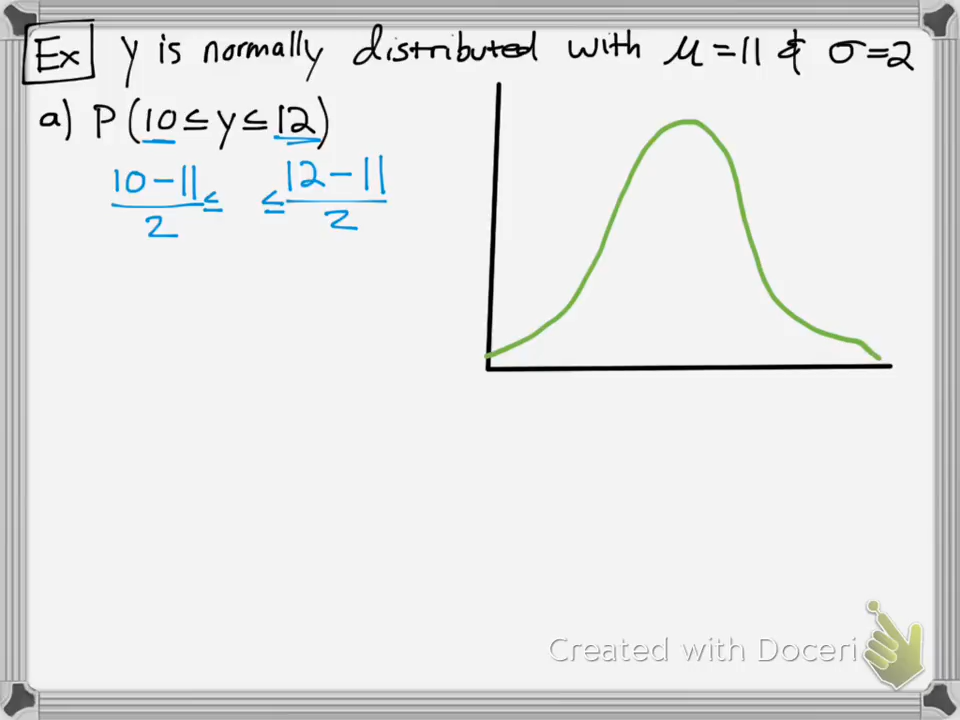 Ex y is normally distributed with μ=11 & σ=2
a) P(10≤y≤12)
10-11/2 ≤ ≤ 12-11/2
Created with Doceri